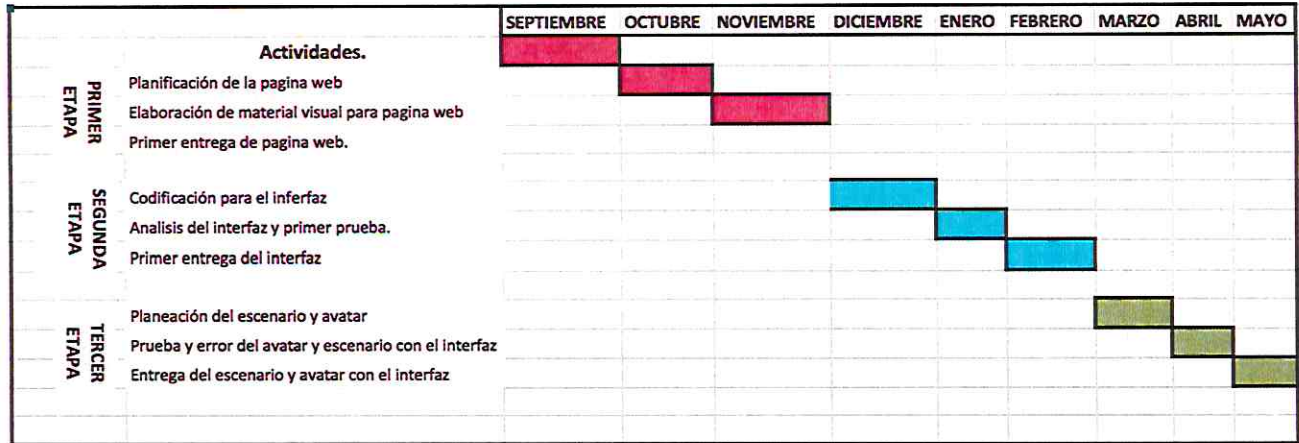 SEPTIEMBRE OCTUBRE NOVIEMBRE DICIEMBRE ENERO FEBRERO MARZO ABRIL MAYO
Actividades.
PRIMER
ETAPA
Planificación de la pagina web
Elaboración de material visual para pagina web
Primer entrega de pagina web.
SEGUNDA
ETAPA
Codificación para el inferfaz
Analisis del interfaz y primer prueba.
Primer entrega del interfaz
TERCER
ETAPA
Planeación del escenario y avatar
Prueba y error del avatar y escenario con el interfaz
Entrega del escenario y avatar con el interfaz